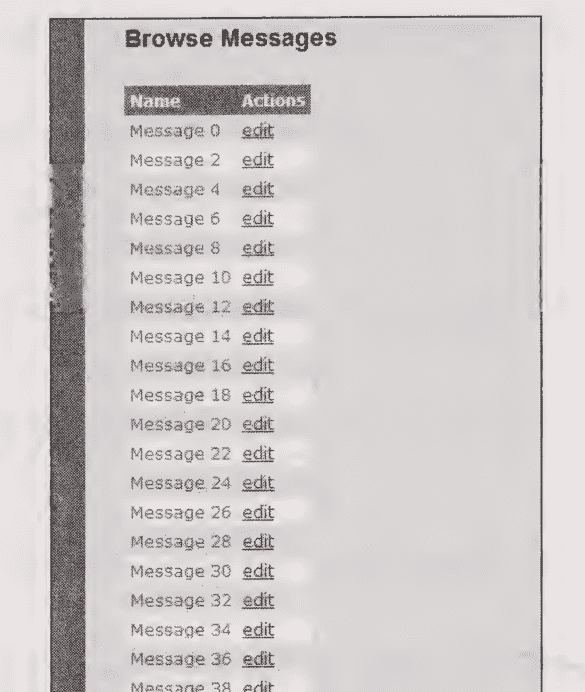 Browse Messages
Name Actions
Message 0 edit
Message 2 edit
Message 4 edit
Message 6 edit
Message 8 edit
Message 10 edit
Message 12 edit
Message 14 edit
Message 16 edit
Message 18 edit
Message 20 edit
Message 22 edit
Message 24 edit
Message 26 edit
Message 28 edit
Message 30 edit
Message 32 edit
Message 34 edit
Message 36 edit
Message 38 edit